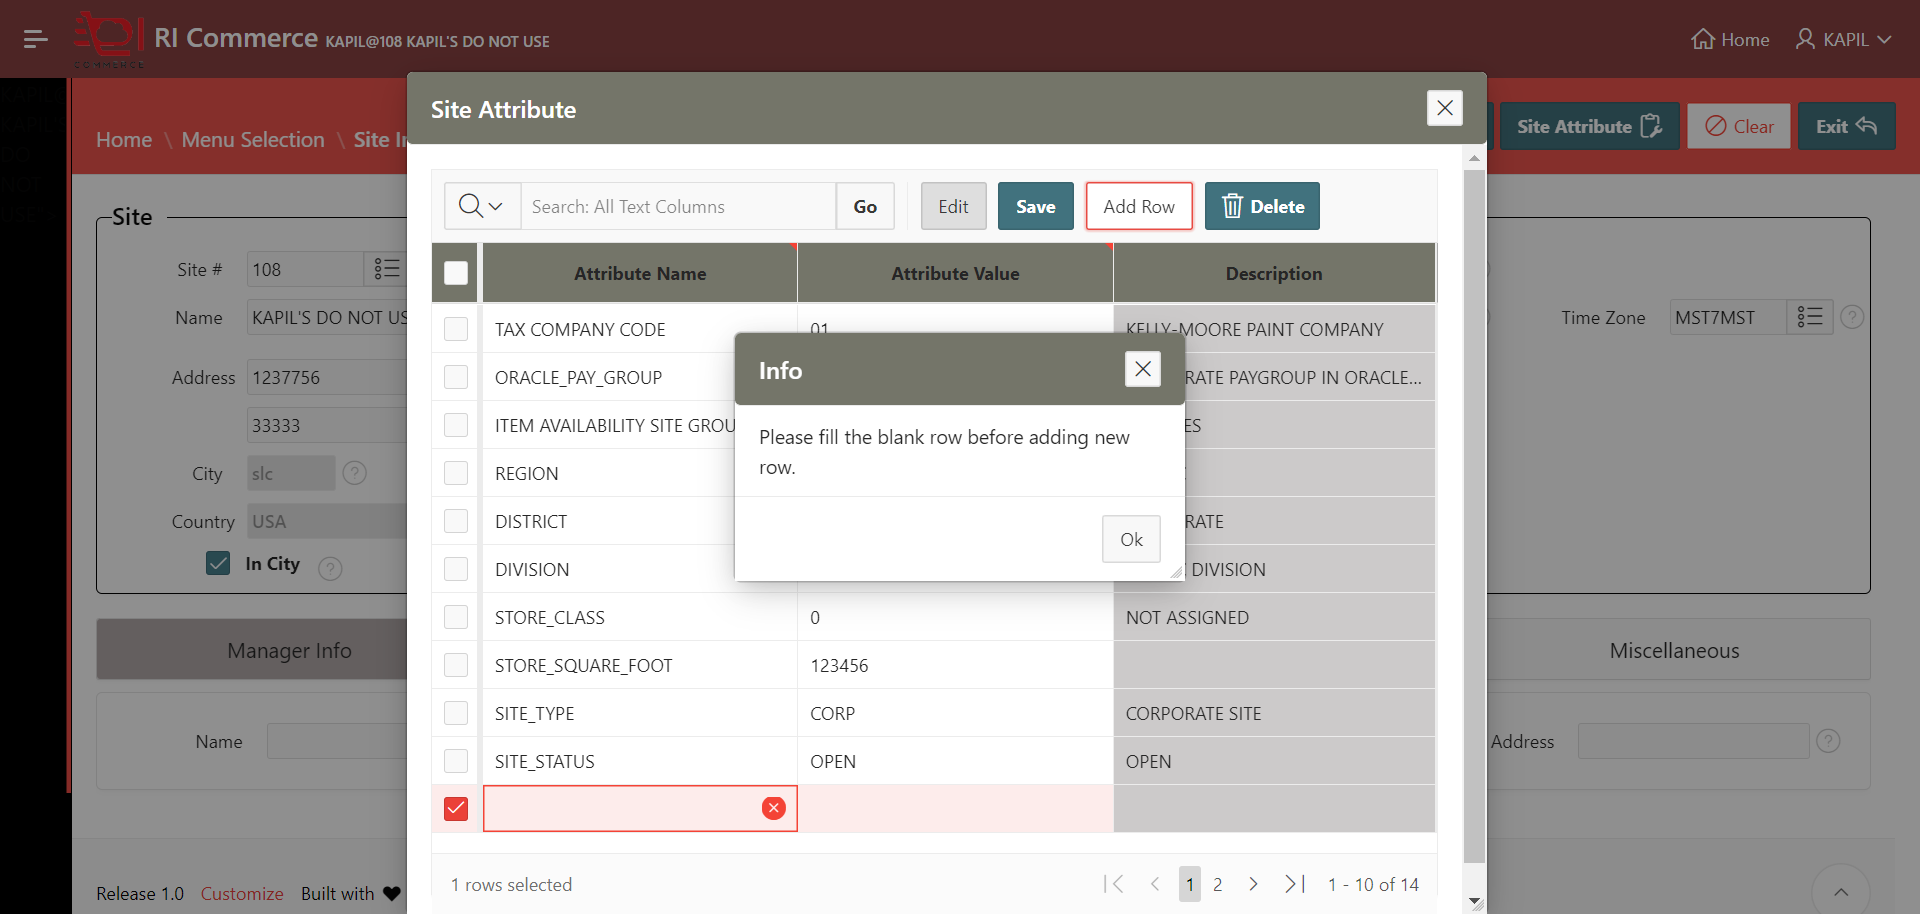 RI Commerce KAPIL@108 KAPIL'S DO NOT USE
COMMERCE
Home
KAPIL
Home \ Menu Selection \ Site In
Site Attribute
Clear
Exit
Site Attribute
Search: All Text Columns
Go
Edit
Save
Add Row
Delete
Site
Site # 108
Name KAPIL'S DO NOT US
Address 1237756
33333
City slc
Country USA
In City
Time Zone MST7MST
Attribute Name Attribute Value Description
TAX COMPANY CODE 01 KELLY-MOORE PAINT COMPANY
ORACLE_PAY_GROUP RATE PAYGROUP IN ORACLE...
ITEM AVAILABILITY SITE GROU ES
REGION
DISTRICT RATE
DIVISION DIVISION
STORE_CLASS 0 NOT ASSIGNED
STORE_SQUARE_FOOT 123456
SITE_TYPE CORP CORPORATE SITE
SITE_STATUS OPEN OPEN
Info
Please fill the blank row before adding new
row.
Ok
Manager Info
Miscellaneous
Name
Address
1 rows selected
1 2 1 - 10 of 14
Release 1.0 Customize Built with